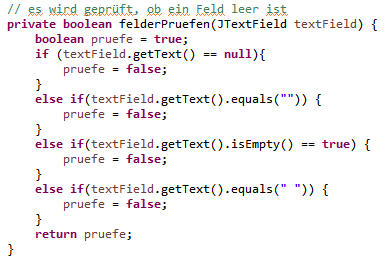 // es wird geprüft, ob ein Feld leer ist
private boolean felderPruefen(JTextField textField) {
    boolean pruefe = true;
    if (textField.getText() == null){
        pruefe = false;
    }
    else if(textField.getText().equals("")) {
        pruefe = false;
    }
    else if(textField.getText().isEmpty() == true) {
        pruefe = false;
    }
    else if(textField.getText().equals(" ")) {
        pruefe = false;
    }
    return pruefe;
}